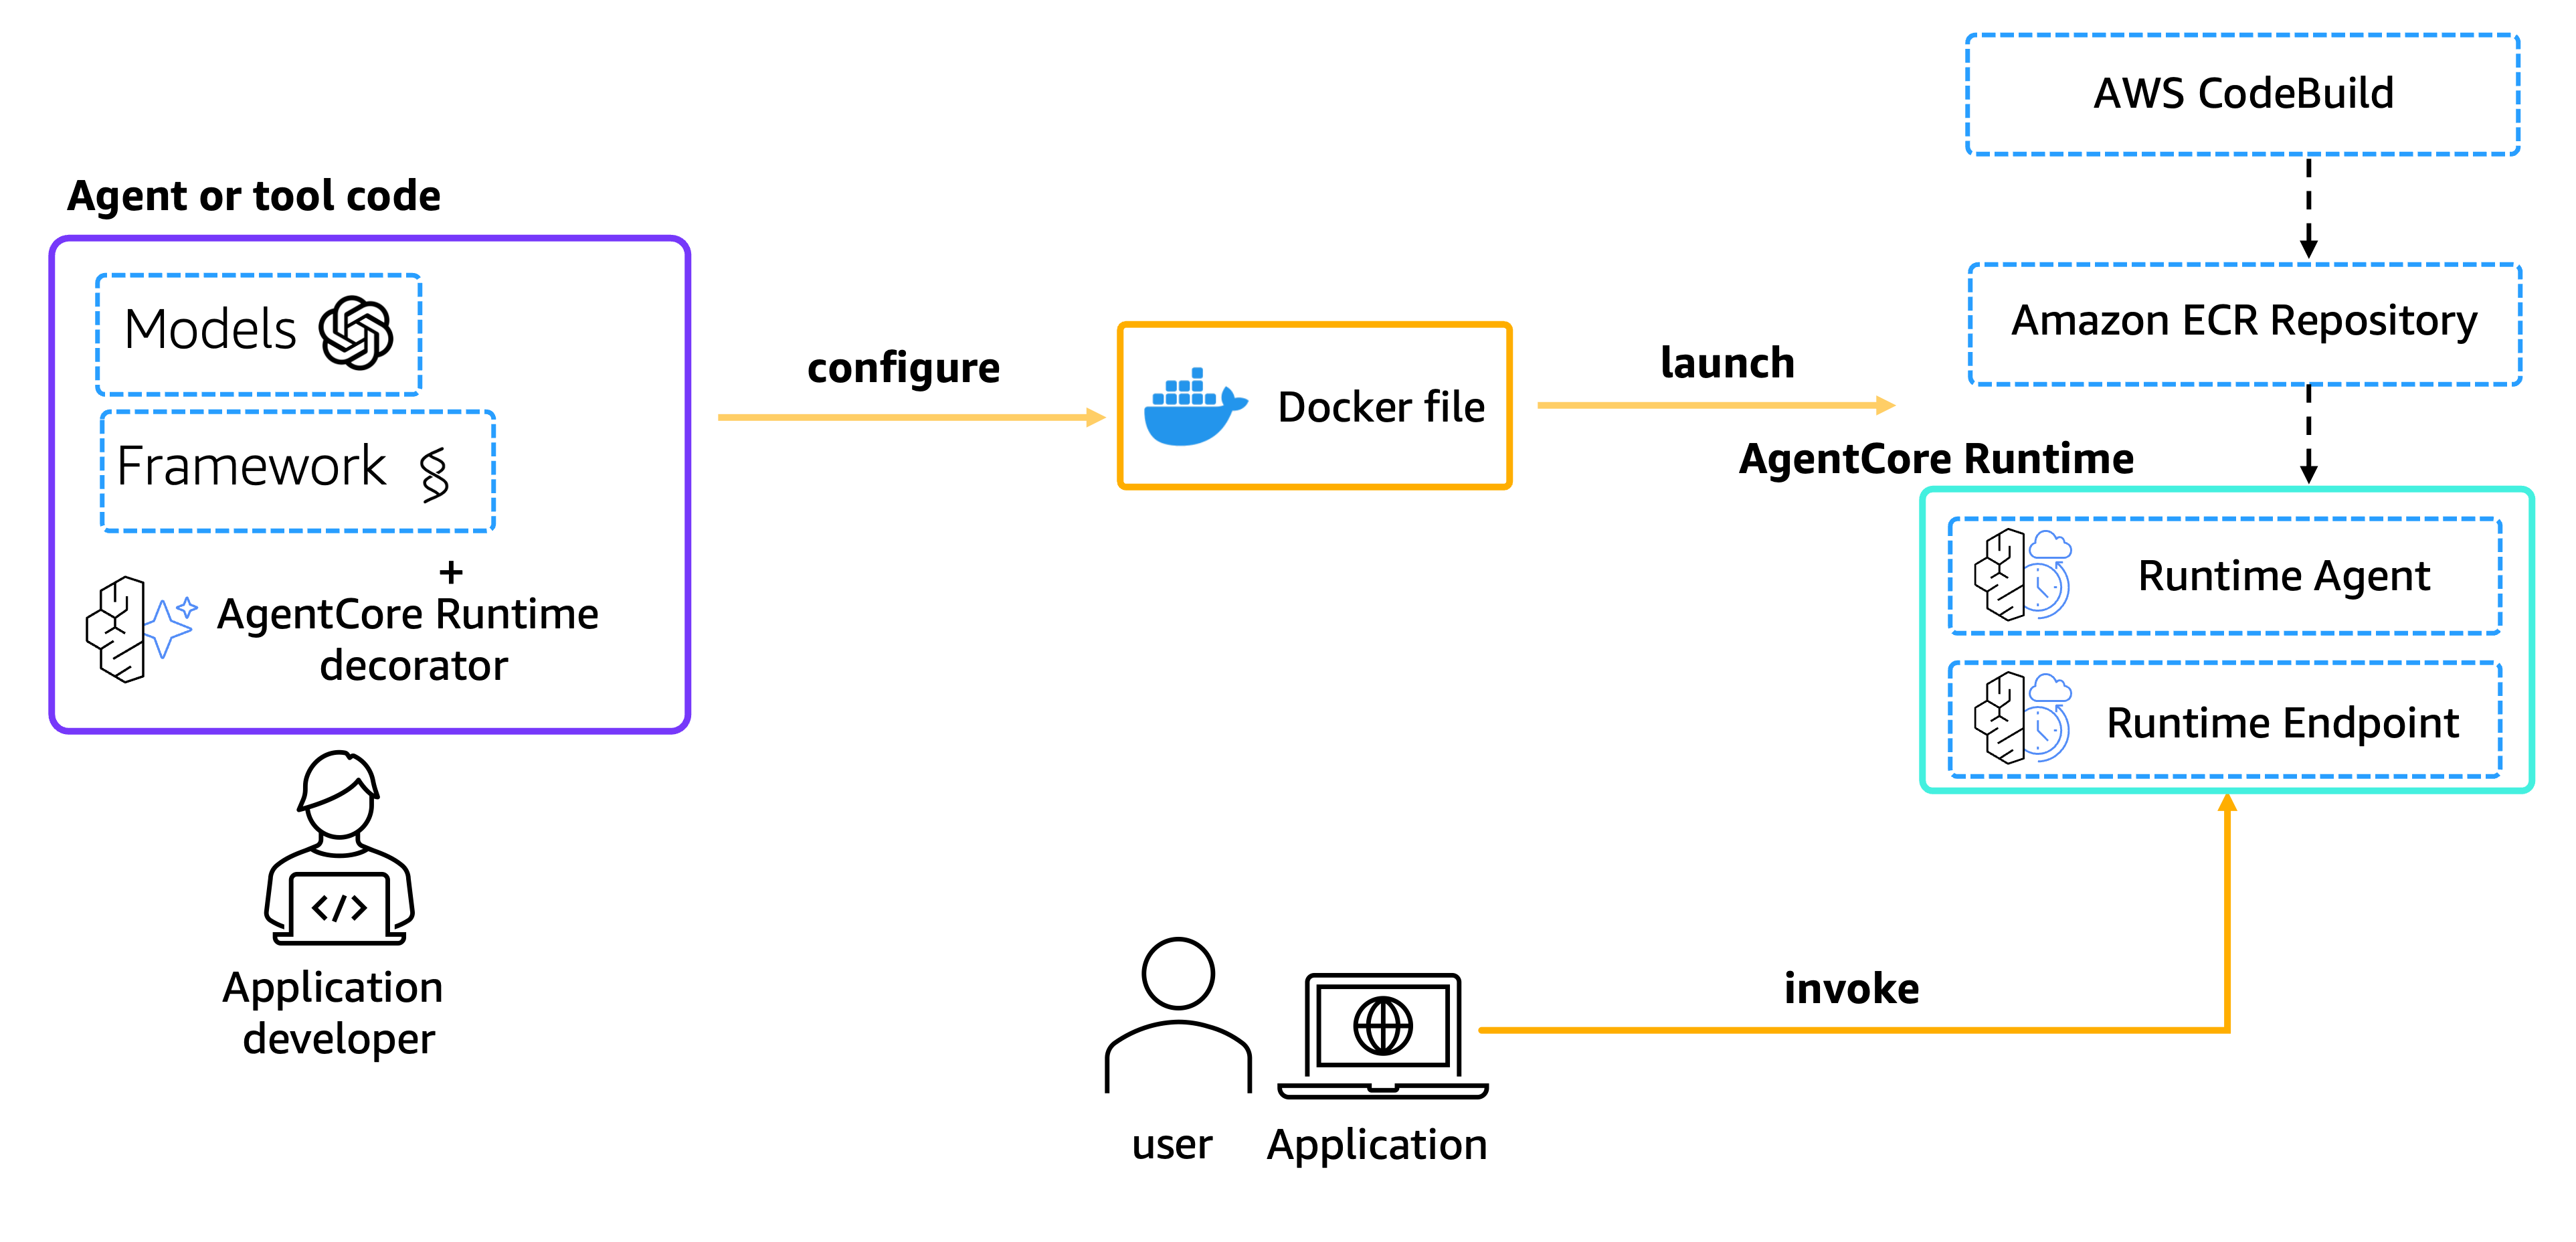 Agent or tool code
Models
Framework
+
AgentCore Runtime
decorator
Application
developer
configure
Docker file
launch
AWS CodeBuild
Amazon ECR Repository
AgentCore Runtime
Runtime Agent
Runtime Endpoint
invoke
user
Application